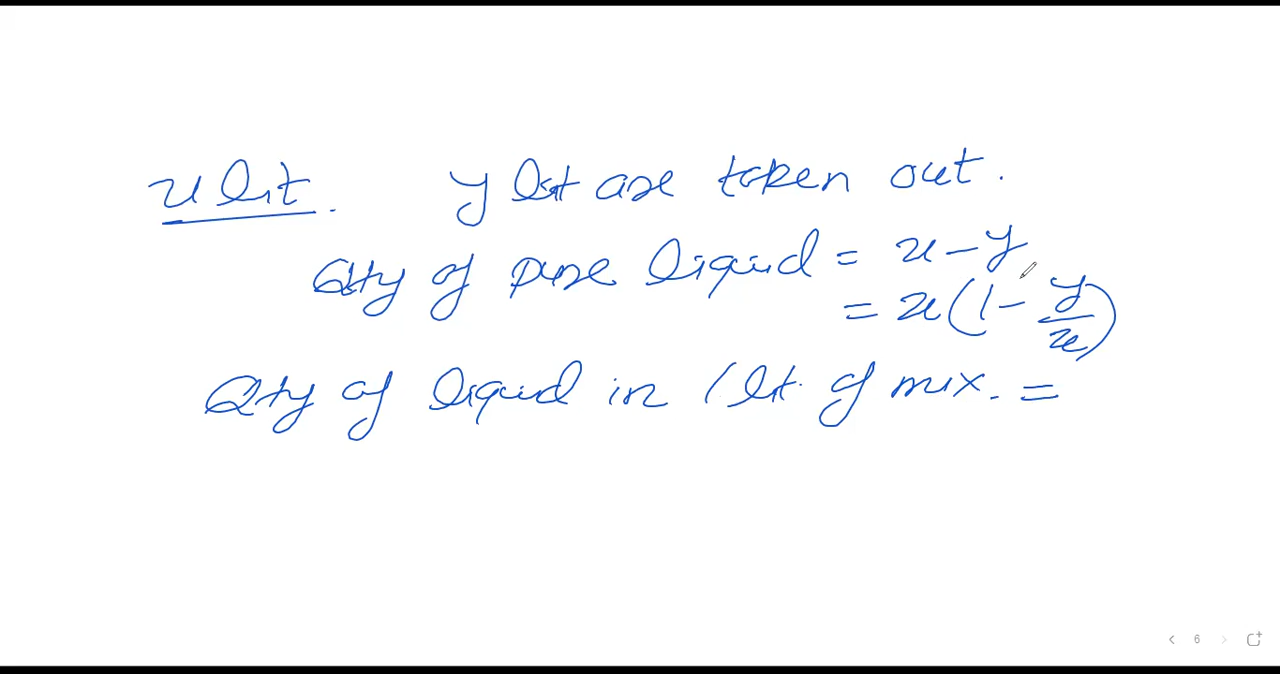 x lit. y lit are taken out.
Qty of pure liquid = x - y
= x(1 - y/x)
Qty of liquid in 1 lit. of mix. =
6